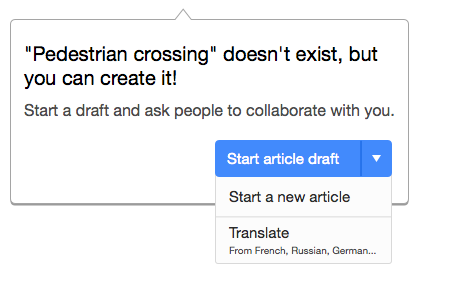 "Pedestrian crossing" doesn't exist, but
you can create it!
Start a draft and ask people to collaborate with you.
Start article draft
Start a new article
Translate
From French, Russian, German...